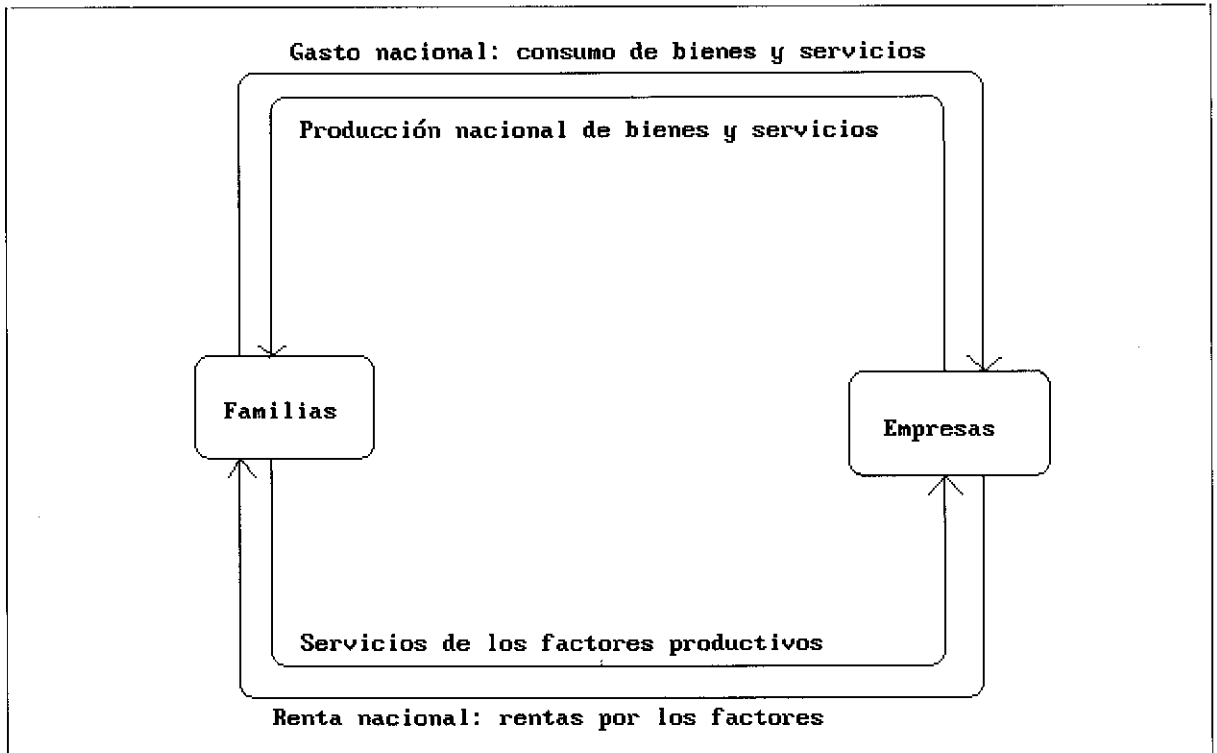 Gasto nacional: consumo de bienes y servicios
Producción nacional de bienes y servicios
Familias
Empresas
Servicios de los factores productivos
Renta nacional: rentas por los factores